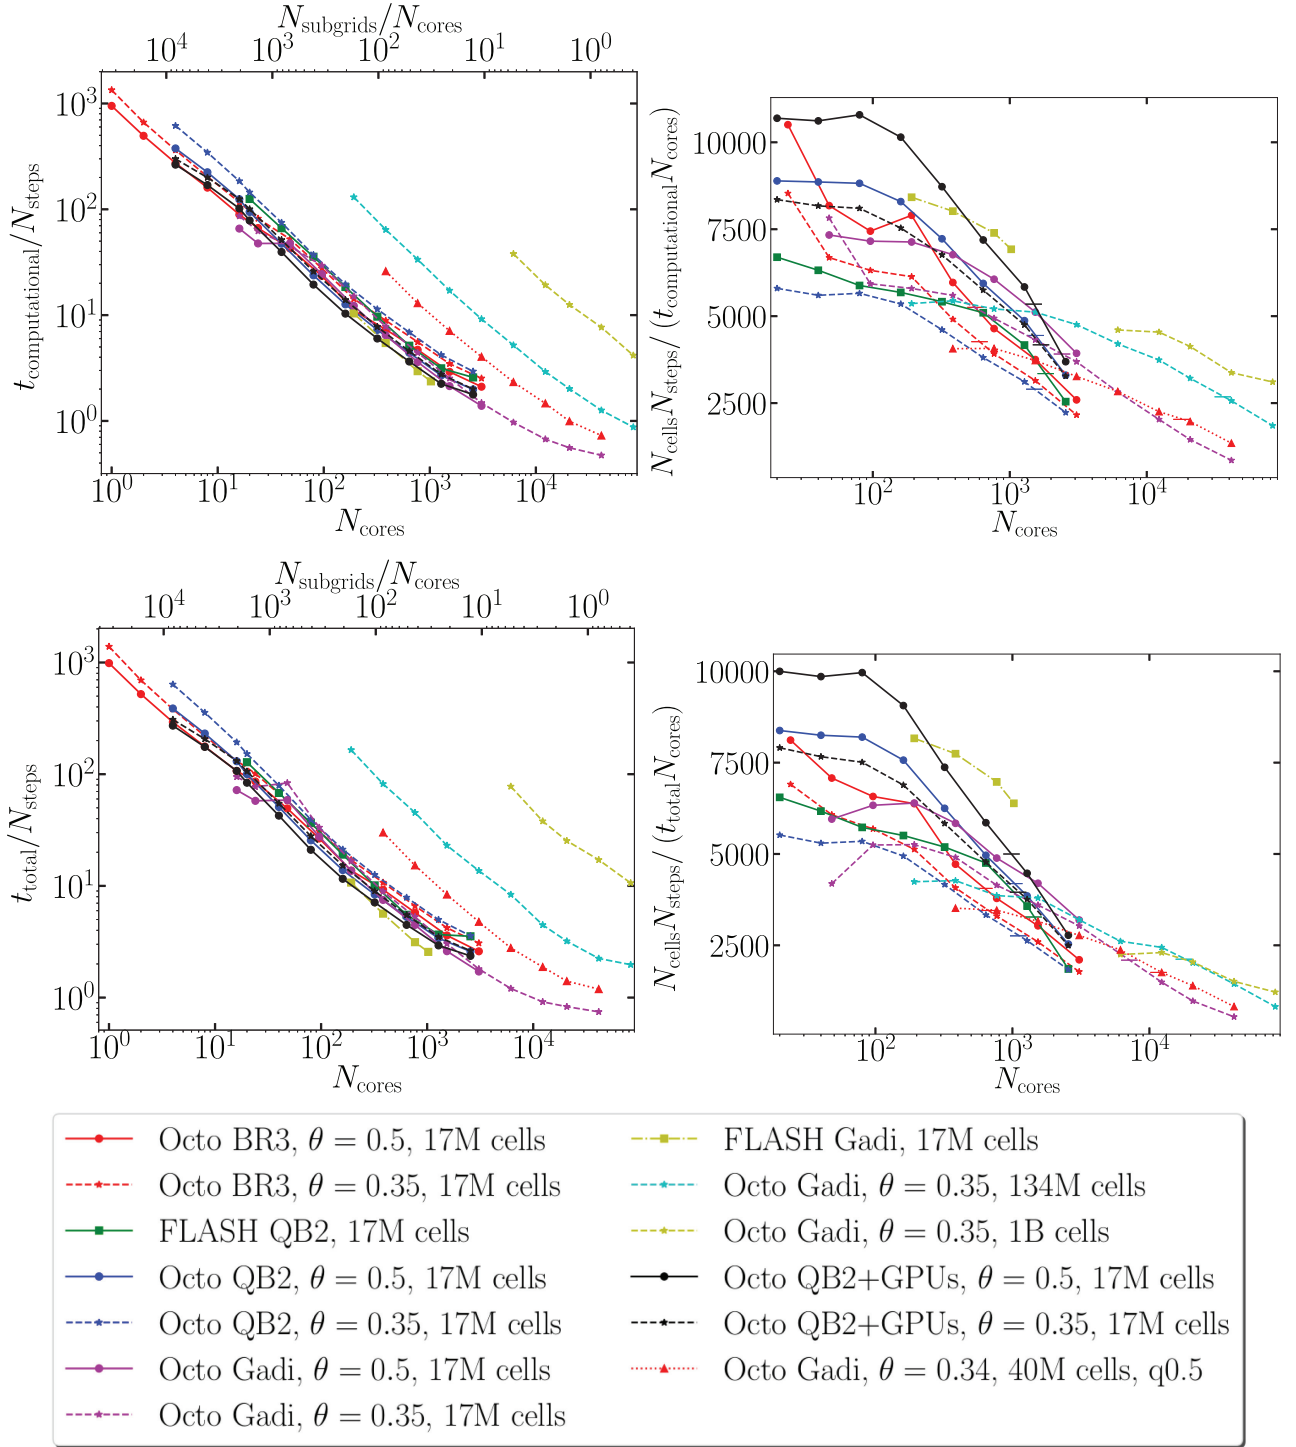 N_subgrids/N_cores
10^4 10^3 10^2 10^1 10^0
t_computational/N_steps
10^3
10^2
10^1
10^0
10^0 10^1 10^2 10^3 10^4
N_cores
N_cells N_steps/(t_computational N_cores)
10000
7500
5000
2500
10^2 10^3 10^4
N_cores
N_subgrids/N_cores
10^4 10^3 10^2 10^1 10^0
t_total/N_steps
10^3
10^2
10^1
10^0
10^0 10^1 10^2 10^3 10^4
N_cores
N_cells N_steps/(t_total N_cores)
10000
7500
5000
2500
10^2 10^3 10^4
N_cores
Octo BR3, θ = 0.5, 17M cells
Octo BR3, θ = 0.35, 17M cells
FLASH QB2, 17M cells
Octo QB2, θ = 0.5, 17M cells
Octo QB2, θ = 0.35, 17M cells
Octo Gadi, θ = 0.5, 17M cells
Octo Gadi, θ = 0.35, 17M cells
FLASH Gadi, 17M cells
Octo Gadi, θ = 0.35, 134M cells
Octo Gadi, θ = 0.35, 1B cells
Octo QB2+GPUs, θ = 0.5, 17M cells
Octo QB2+GPUs, θ = 0.35, 17M cells
Octo Gadi, θ = 0.34, 40M cells, q0.5